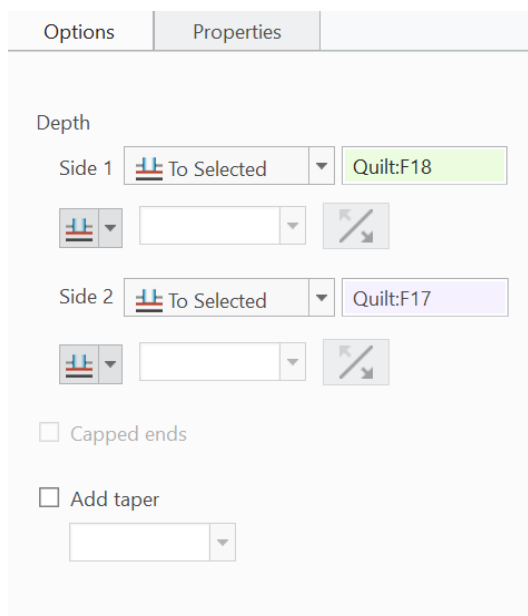 Options Properties
Depth
Side 1 To Selected Quilt:F18
Side 2 To Selected Quilt:F17
Capped ends
Add taper